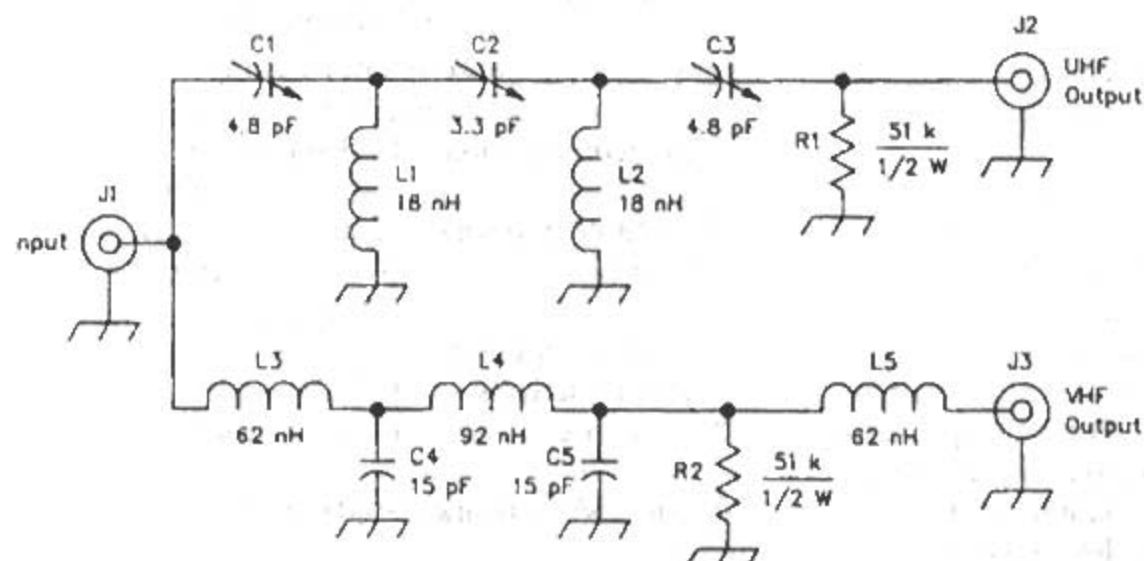 C1
C2
C3
J2
UHF
Output
4.8 pF
3.3 pF
4.8 pF
R1
51 k
1/2 W
L1
18 nH
L2
18 nH
J1
nput
L3
L4
L5
J3
VHF
Output
62 nH
92 nH
62 nH
C4
15 pF
C5
15 pF
R2
51 k
1/2 W